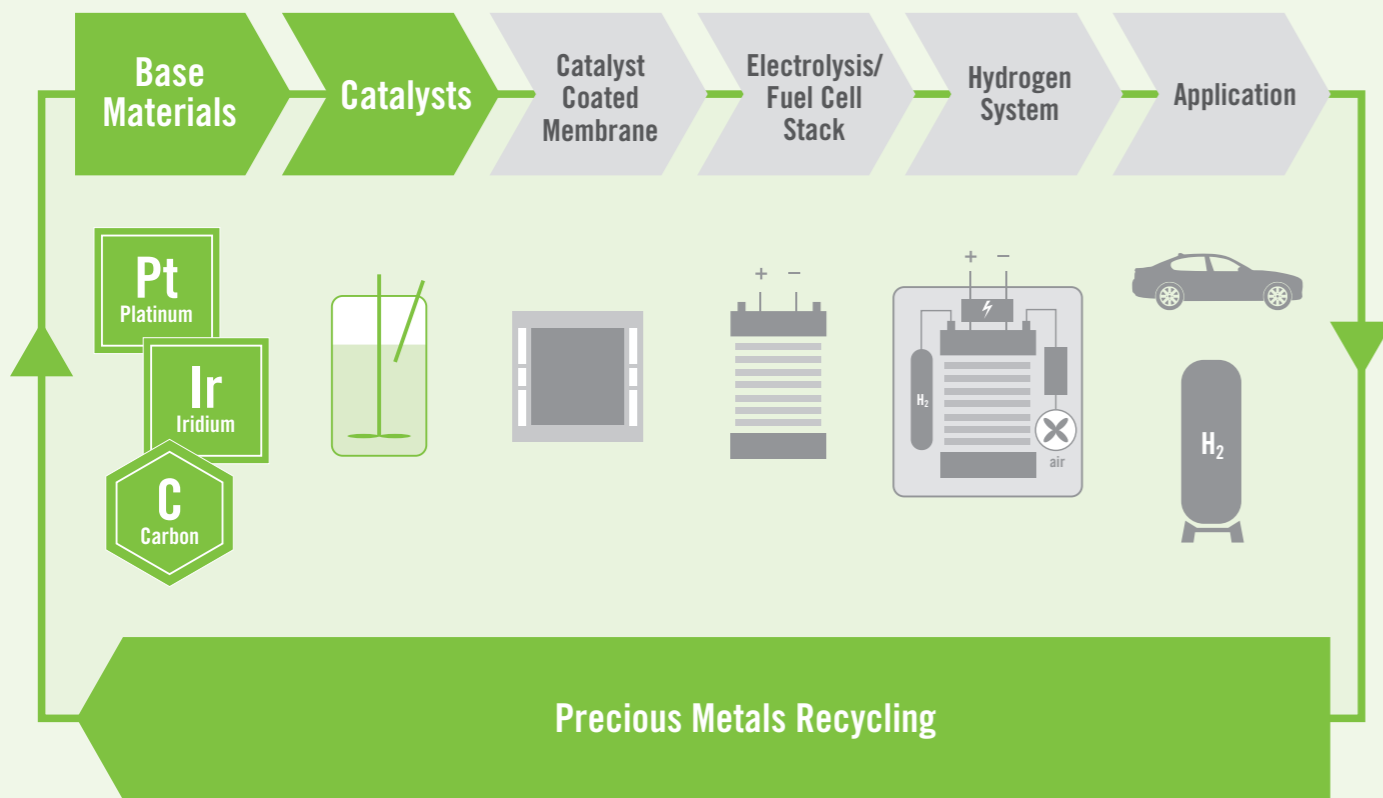 Base
Materials
Catalysts
Catalyst
Coated
Membrane
Electrolysis/
Fuel Cell
Stack
Hydrogen
System
Application
Pt
Platinum
Ir
Iridium
C
Carbon
+ −
+ −
H₂
air
H₂
Precious Metals Recycling